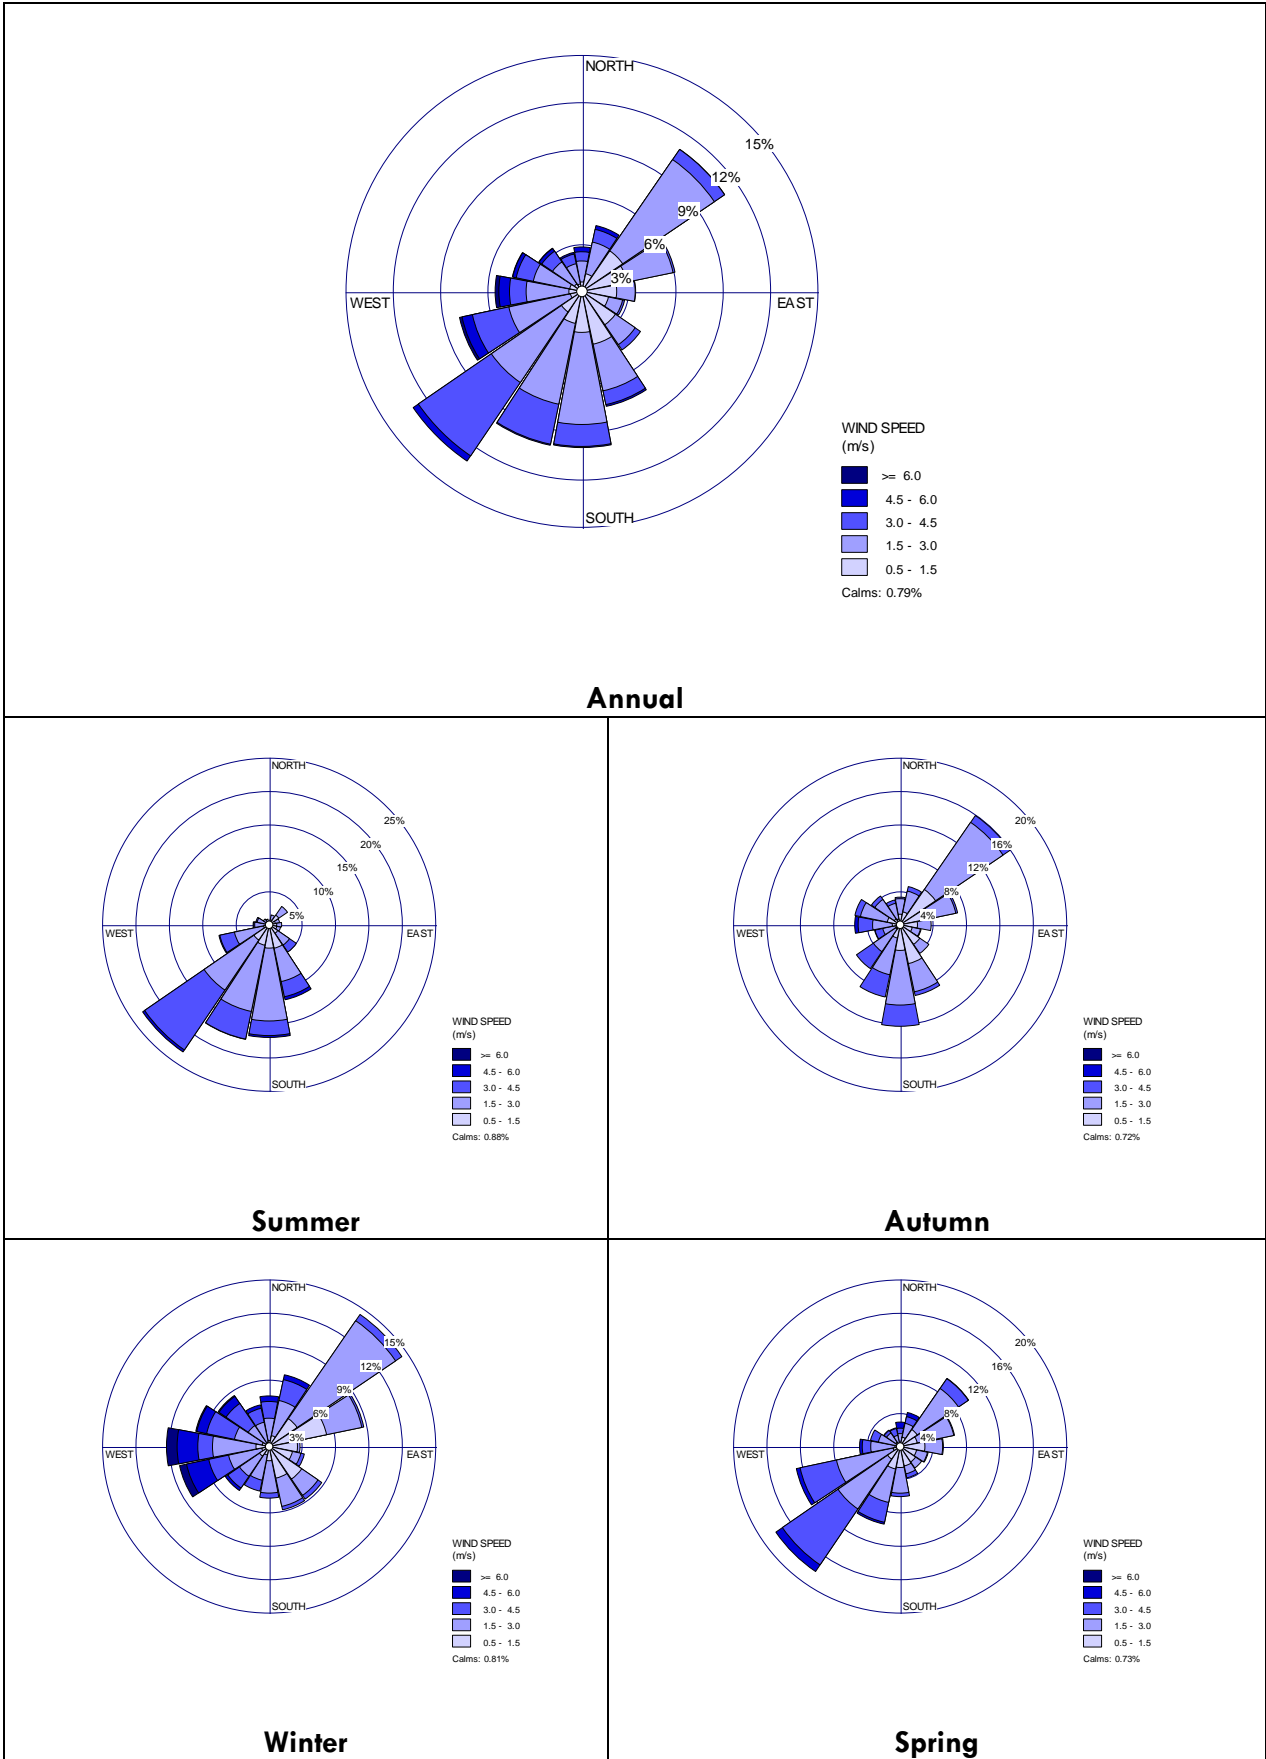 NORTH
15%
12%
9%
6%
3%
WEST
EAST
SOUTH
WIND SPEED
(m/s)
>= 6.0
4.5 - 6.0
3.0 - 4.5
1.5 - 3.0
0.5 - 1.5
Calms: 0.79%
Annual
NORTH
25%
20%
15%
10%
5%
WEST
EAST
SOUTH
WIND SPEED
(m/s)
>= 6.0
4.5 - 6.0
3.0 - 4.5
1.5 - 3.0
0.5 - 1.5
Calms: 0.88%
Summer
NORTH
20%
16%
12%
8%
4%
WEST
EAST
SOUTH
WIND SPEED
(m/s)
>= 6.0
4.5 - 6.0
3.0 - 4.5
1.5 - 3.0
0.5 - 1.5
Calms: 0.72%
Autumn
NORTH
15%
12%
9%
6%
3%
WEST
EAST
SOUTH
WIND SPEED
(m/s)
>= 6.0
4.5 - 6.0
3.0 - 4.5
1.5 - 3.0
0.5 - 1.5
Calms: 0.81%
Winter
NORTH
20%
16%
12%
8%
4%
WEST
EAST
SOUTH
WIND SPEED
(m/s)
>= 6.0
4.5 - 6.0
3.0 - 4.5
1.5 - 3.0
0.5 - 1.5
Calms: 0.73%
Spring